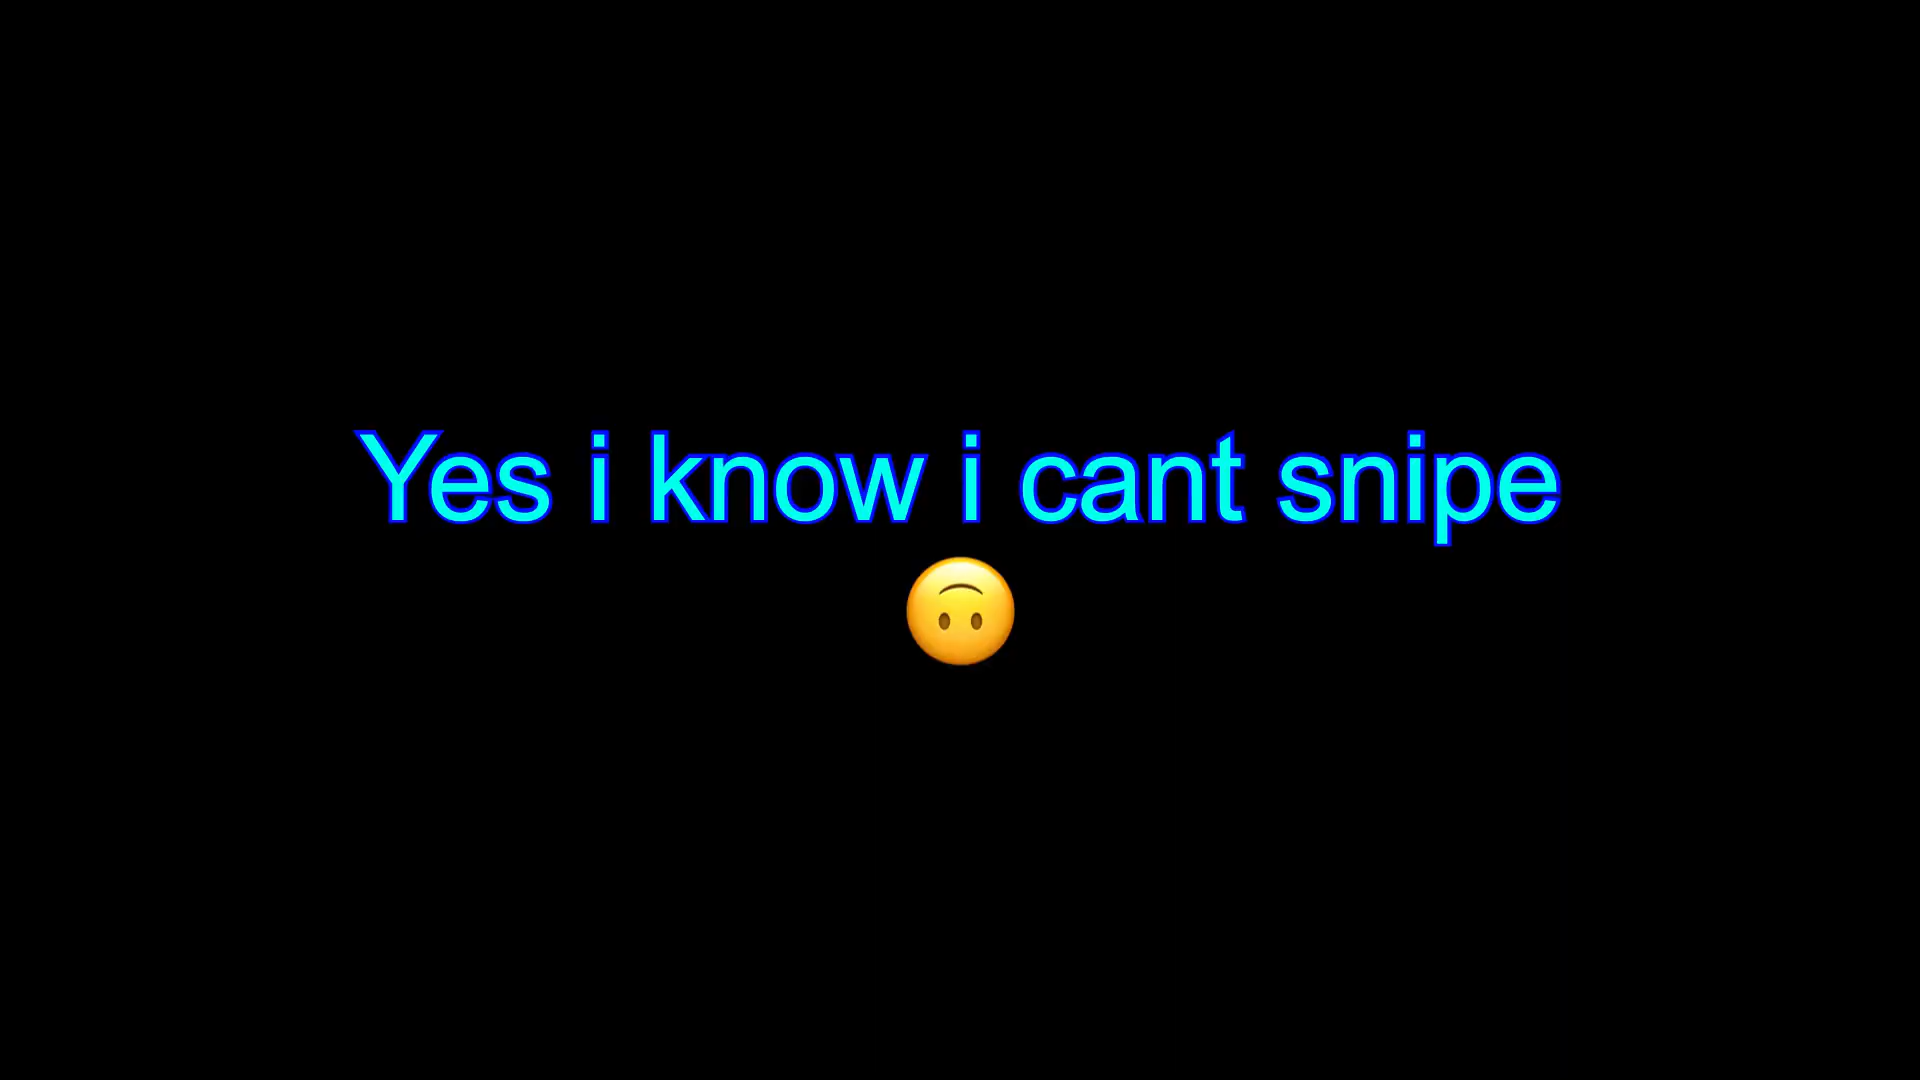 Yes i know i cant snipe
🙃